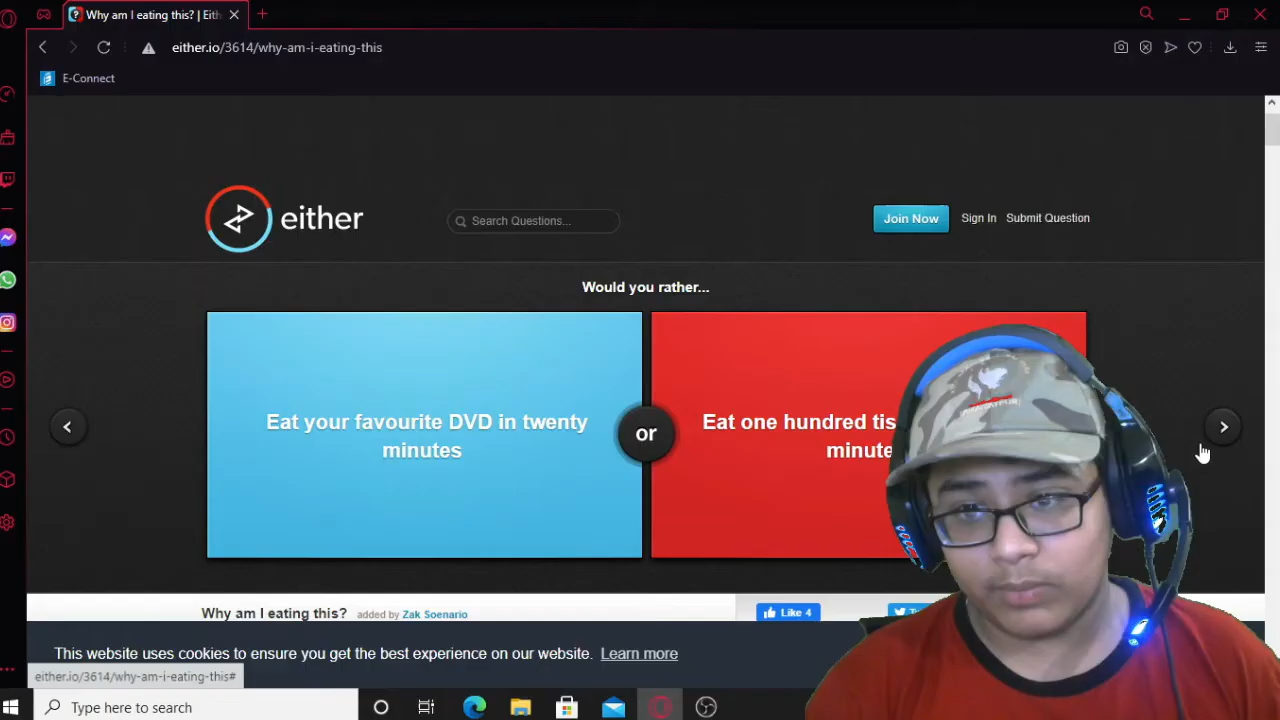 Why am I eating this? | Eith
either.io/3614/why-am-i-eating-this
E-Connect
either
Search Questions...
Join Now
Sign In
Submit Question
Would you rather...
Eat your favourite DVD in twenty
minutes
or
Eat one hundred
Why am I eating this? added by Zak Soenario
Like 4
This website uses cookies to ensure you get the best experience on our website. Learn more
either.io/3614/why-am-i-eating-this#
Type here to search